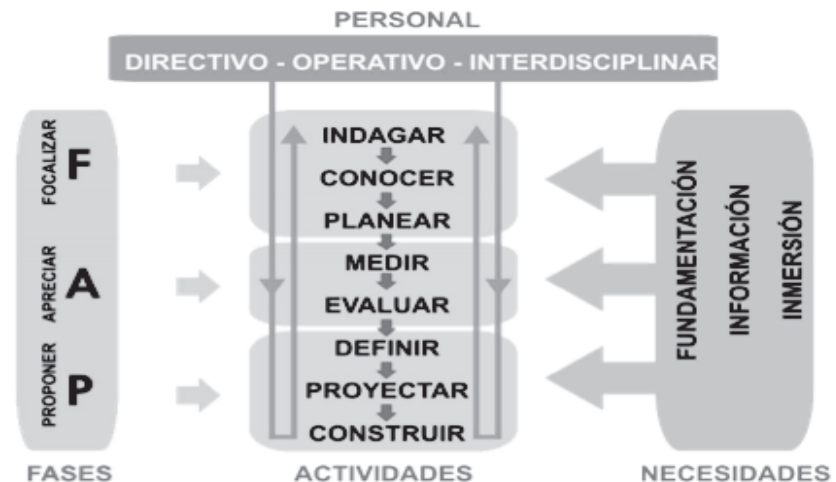 PERSONAL
DIRECTIVO - OPERATIVO - INTERDISCIPLINAR
FOCALIZAR
F
APRECIAR
A
PROPONER
P
INDAGAR
CONOCER
PLANEAR
MEDIR
EVALUAR
DEFINIR
PROYECTAR
CONSTRUIR
FUNDAMENTACIÓN
INFORMACIÓN
INMERSIÓN
FASES
ACTIVIDADES
NECESIDADES